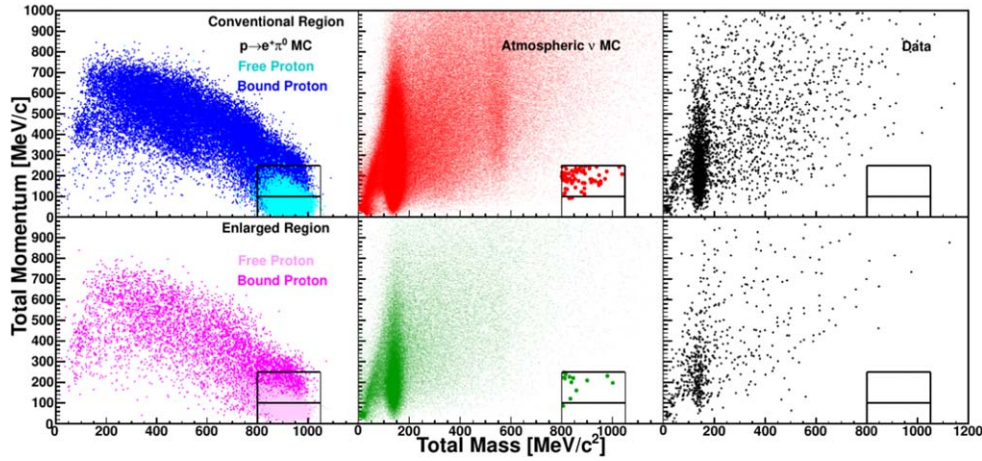 Conventional Region
p→e⁺π⁰ MC
Free Proton
Bound Proton
Atmospheric ν MC
Data
1000
900
800
700
600
500
400
300
200
100
0
Enlarged Region
Free Proton
Bound Proton
900
800
700
600
500
400
300
200
100
0
Total Momentum [MeV/c]
0 200 400 600 800 1000 0 200 400 600 800 1000 0 200 400 600 800 1000 1200
Total Mass [MeV/c²]